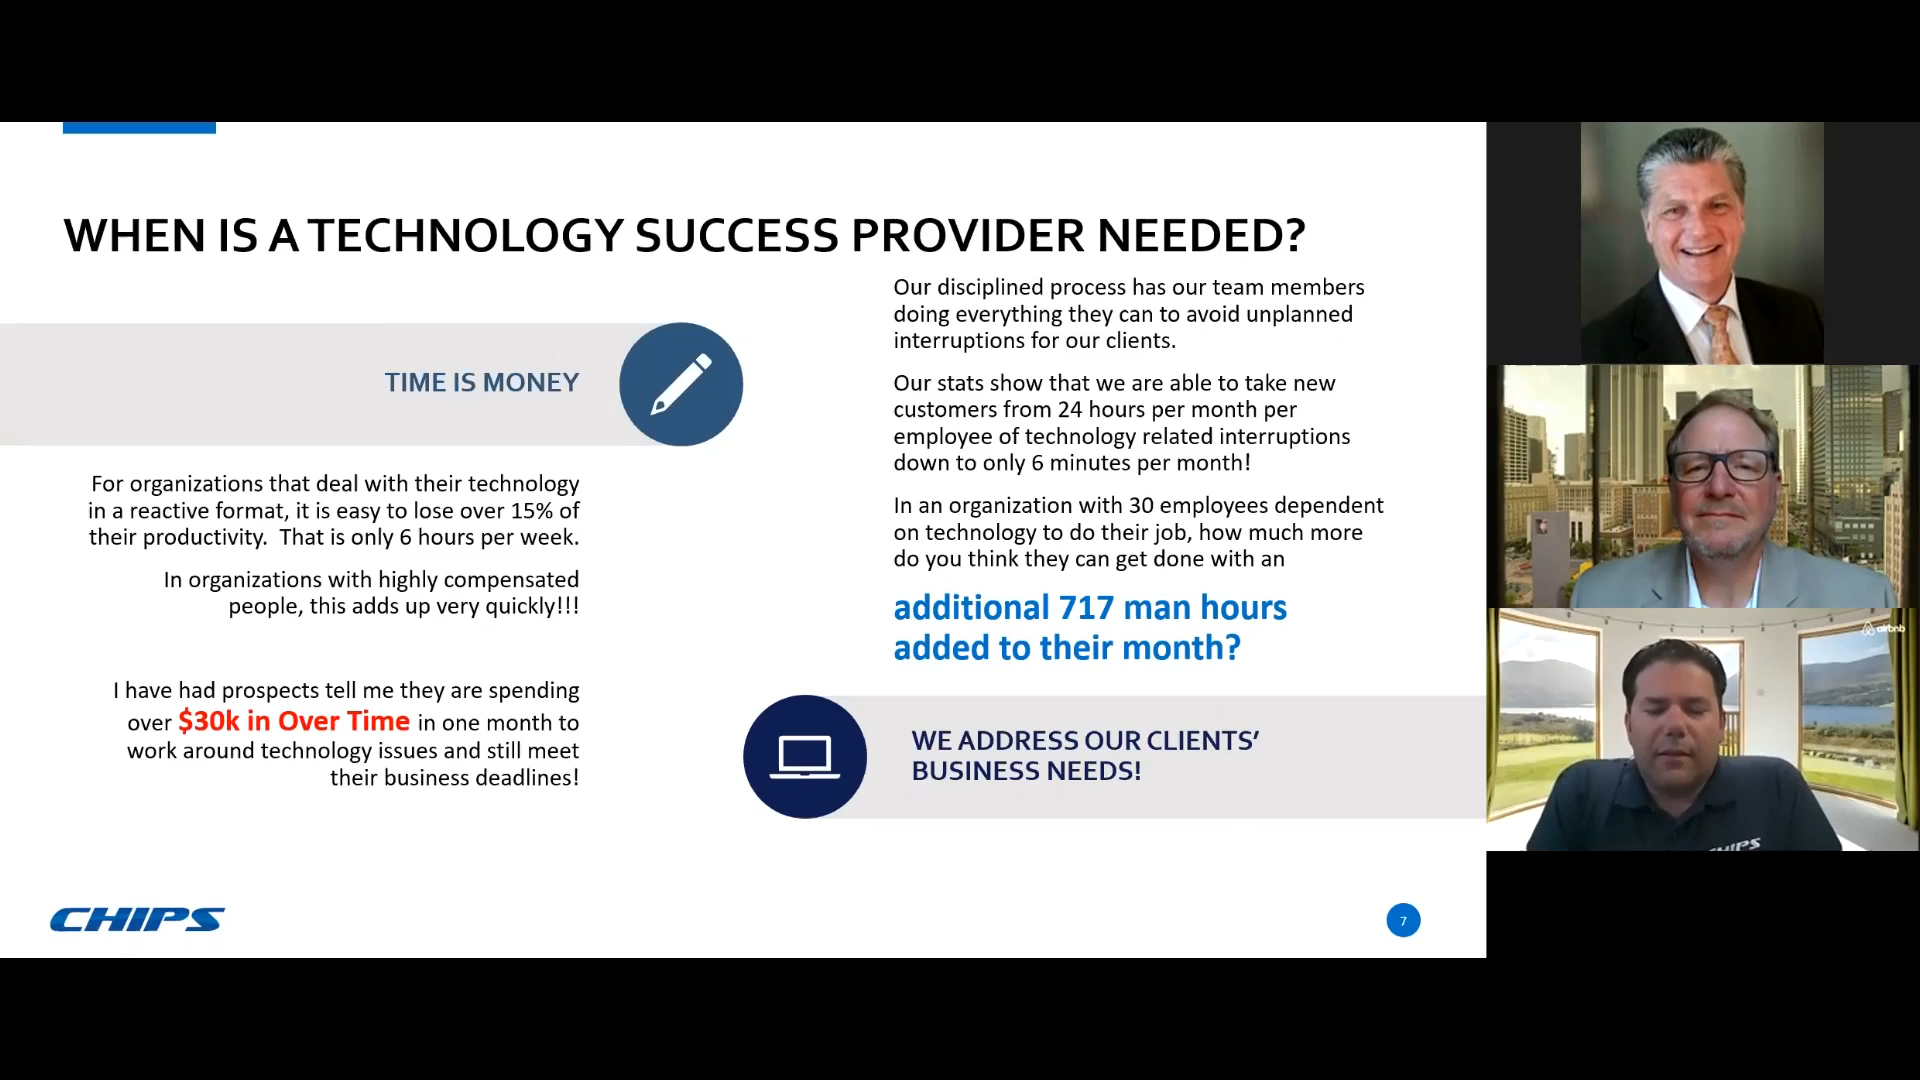 WHEN IS A TECHNOLOGY SUCCESS PROVIDER NEEDED?
TIME IS MONEY
For organizations that deal with their technology
in a reactive format, it is easy to lose over 15% of
their productivity.  That is only 6 hours per week.
In organizations with highly compensated
people, this adds up very quickly!!!
I have had prospects tell me they are spending
over $30k in Over Time in one month to
work around technology issues and still meet
their business deadlines!
Our disciplined process has our team members
doing everything they can to avoid unplanned
interruptions for our clients.
Our stats show that we are able to take new
customers from 24 hours per month per
employee of technology related interruptions
down to only 6 minutes per month!
In an organization with 30 employees dependent
on technology to do their job, how much more
do you think they can get done with an
additional 717 man hours
added to their month?
WE ADDRESS OUR CLIENTS’
BUSINESS NEEDS!
CHIPS
7
airbnb
CHIPS